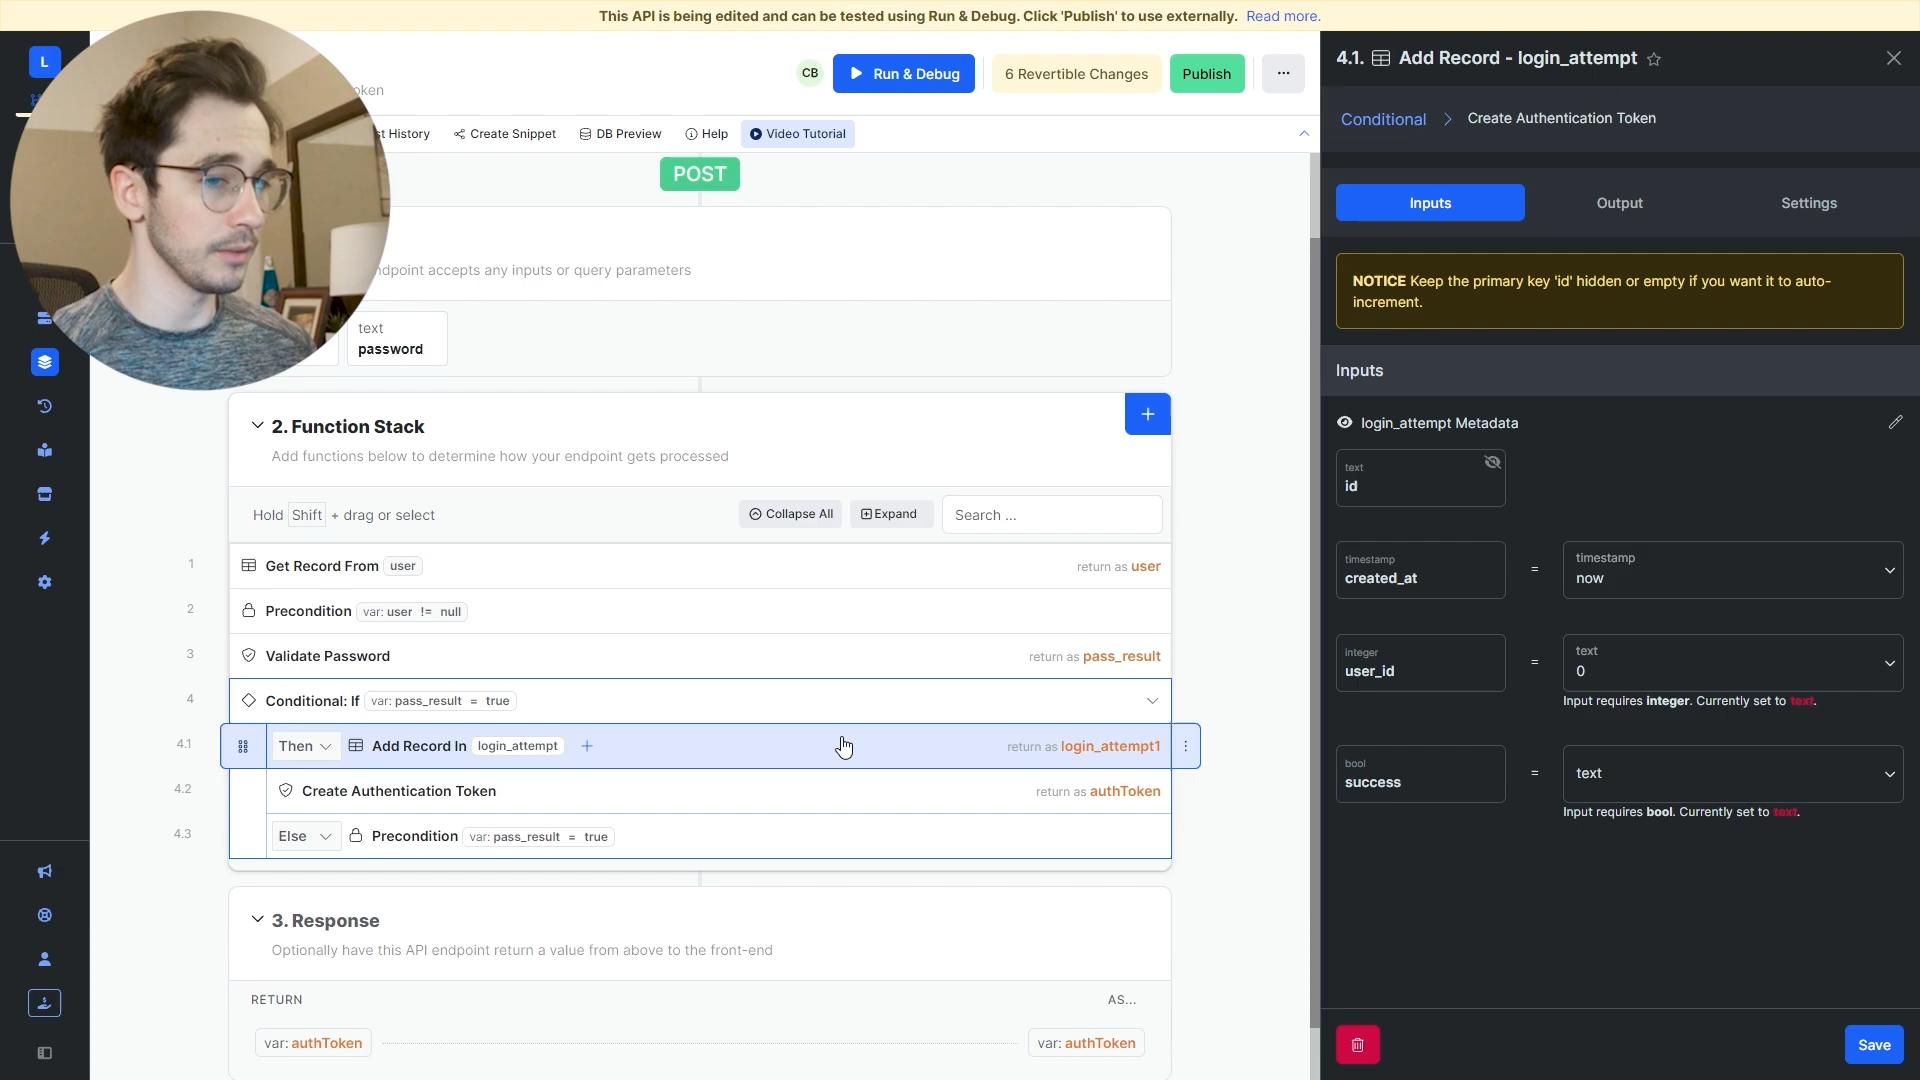 This API is being edited and can be tested using Run & Debug. Click 'Publish' to use externally. Read more.
L
oken
CB
Run & Debug
6 Revertible Changes
Publish
st History
Create Snippet
DB Preview
Help
Video Tutorial
POST
ndpoint accepts any inputs or query parameters
text
password
2. Function Stack
Add functions below to determine how your endpoint gets processed
Hold Shift + drag or select
Collapse All
Expand
Search ...
1 Get Record From user return as user
2 Precondition var: user != null
3 Validate Password return as pass_result
4 Conditional: If var: pass_result = true
4.1 Then Add Record In login_attempt + return as login_attempt1
4.2 Create Authentication Token return as authToken
4.3 Else Precondition var: pass_result = true
3. Response
Optionally have this API endpoint return a value from above to the front-end
RETURN AS...
var: authToken var: authToken
4.1. Add Record - login_attempt
Conditional > Create Authentication Token
Inputs
Output
Settings
NOTICE Keep the primary key 'id' hidden or empty if you want it to auto-
increment.
Inputs
login_attempt Metadata
text
id
timestamp
created_at
=
timestamp
now
integer
user_id
=
text
0
Input requires integer. Currently set to text.
bool
success
=
text
Input requires bool. Currently set to text.
Save